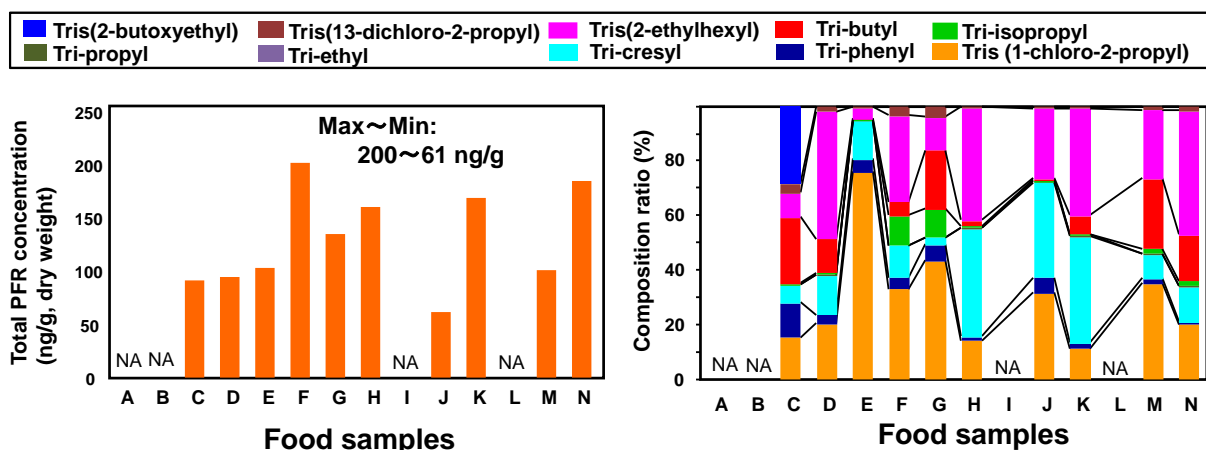 Tris(2-butoxyethyl) Tris(13-dichloro-2-propyl) Tris(2-ethylhexyl) Tri-butyl Tri-isopropyl
Tri-propyl Tri-ethyl Tri-cresyl Tri-phenyl Tris (1-chloro-2-propyl)
Total PFR concentration
(ng/g, dry weight)
250
200
150
100
50
0
Max～Min:
200～61 ng/g
NA NA NA NA
A B C D E F G H I J K L M N
Food samples
Composition ratio (%)
80
60
40
20
0
NA NA NA NA
A B C D E F G H I J K L M N
Food samples